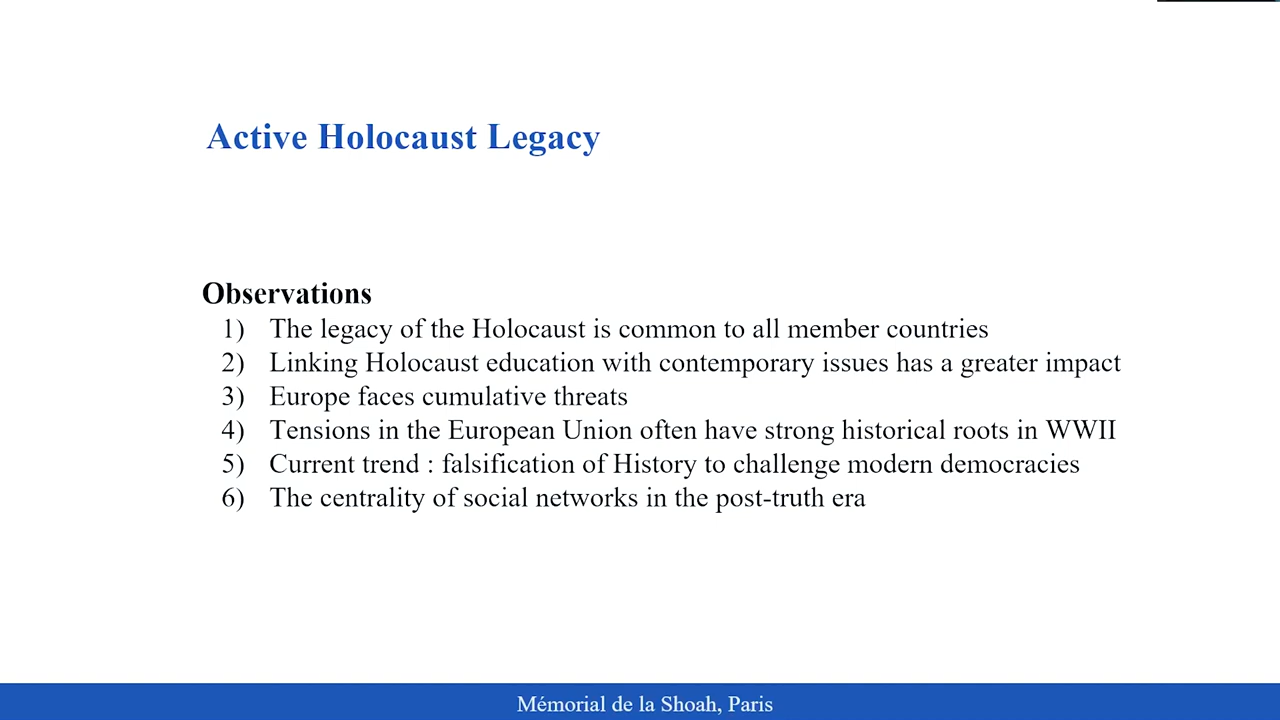 Active Holocaust Legacy
Observations
1) The legacy of the Holocaust is common to all member countries
2) Linking Holocaust education with contemporary issues has a greater impact
3) Europe faces cumulative threats
4) Tensions in the European Union often have strong historical roots in WWII
5) Current trend : falsification of History to challenge modern democracies
6) The centrality of social networks in the post-truth era
Mémorial de la Shoah, Paris